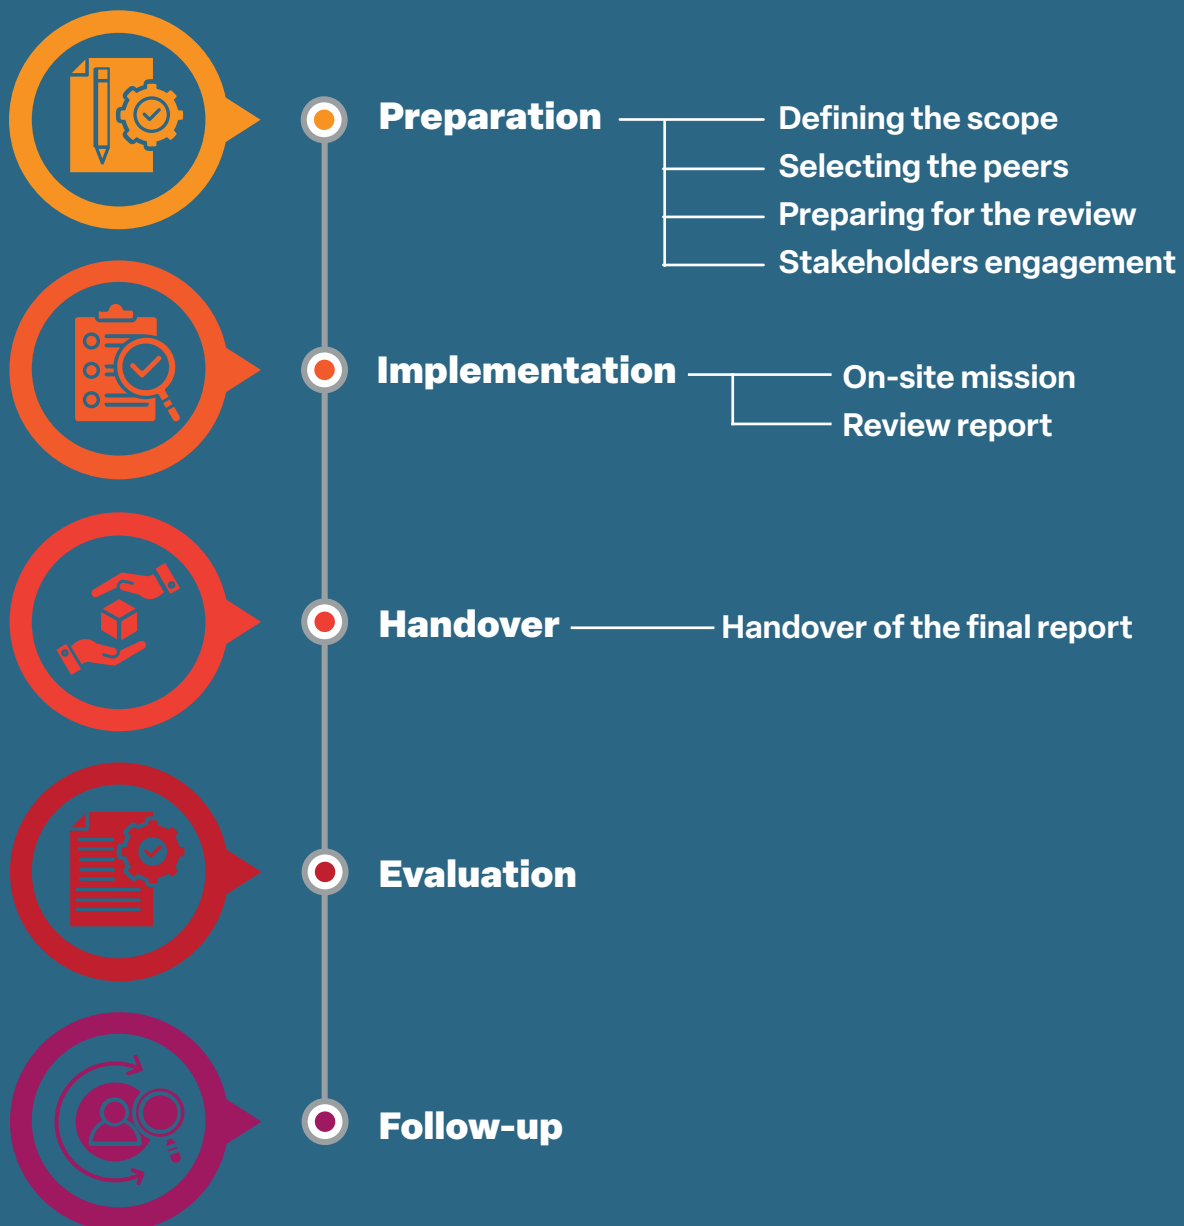 Preparation
Defining the scope
Selecting the peers
Preparing for the review
Stakeholders engagement
Implementation
On-site mission
Review report
Handover
Handover of the final report
Evaluation
Follow-up